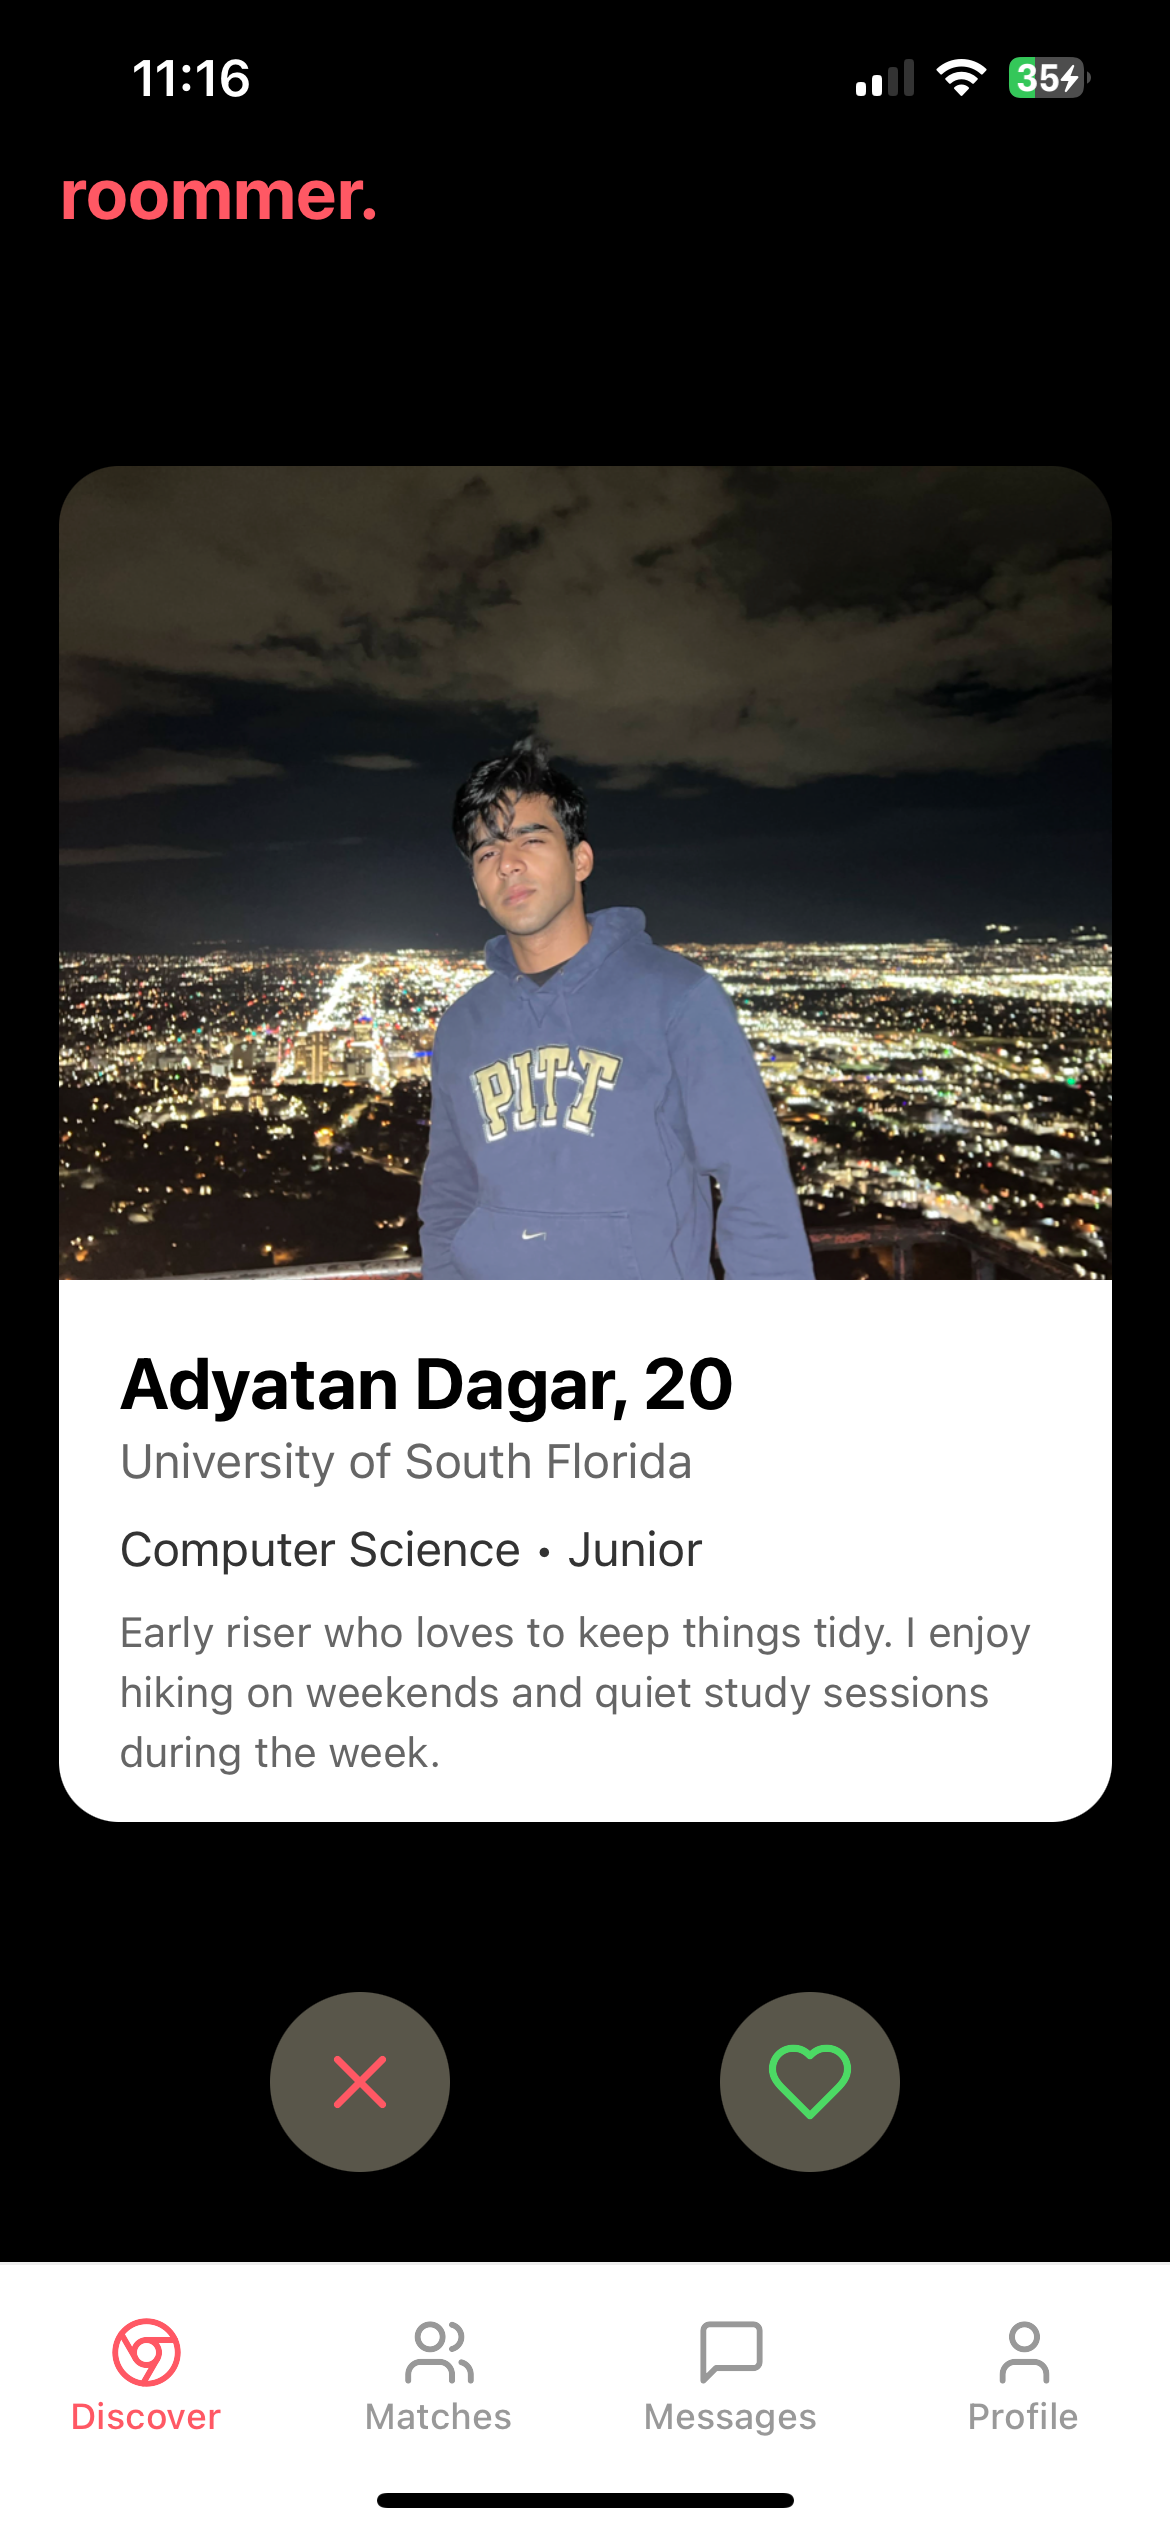 11:16
35
roommer.
PITT
Adyatan Dagar, 20
University of South Florida
Computer Science • Junior
Early riser who loves to keep things tidy. I enjoy
hiking on weekends and quiet study sessions
during the week.
Discover
Matches
Messages
Profile